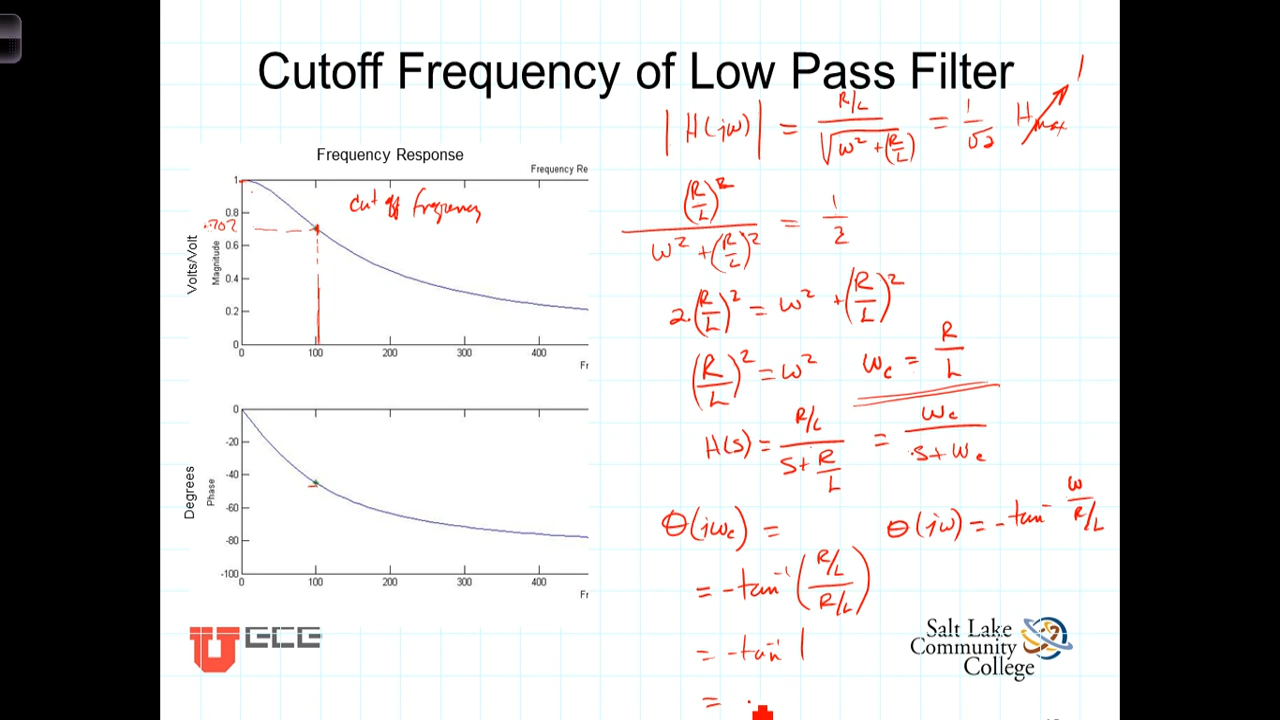 Cutoff Frequency of Low Pass Filter
1
|H(jω)| = R/L / √(ω² + (R/L)) = 1/√2 Hmax
Frequency Response
Frequency Re
1
cut off frequency
0.8
.707
0.6
0.4
0.2
0
Volts/Volt
Magnitude
0 100 200 300 400
Fr
(R/L)² / (ω² + (R/L)²) = 1/2
2·(R/L)² = ω² + (R/L)²
(R/L)² = ω² ωc = R/L
H(s) = R/L / (s + R/L) = ωc / (s + ωc)
0
-20
-40
-60
-80
-100
Degrees
Phase
0 100 200 300 400
Fr
θ(jωc) = θ(jω) = -tan⁻ ω / R/L
= -tan⁻¹ (R/L / R/L)
= -tan⁻¹ 1
=
U ECE
Salt Lake
Community
College